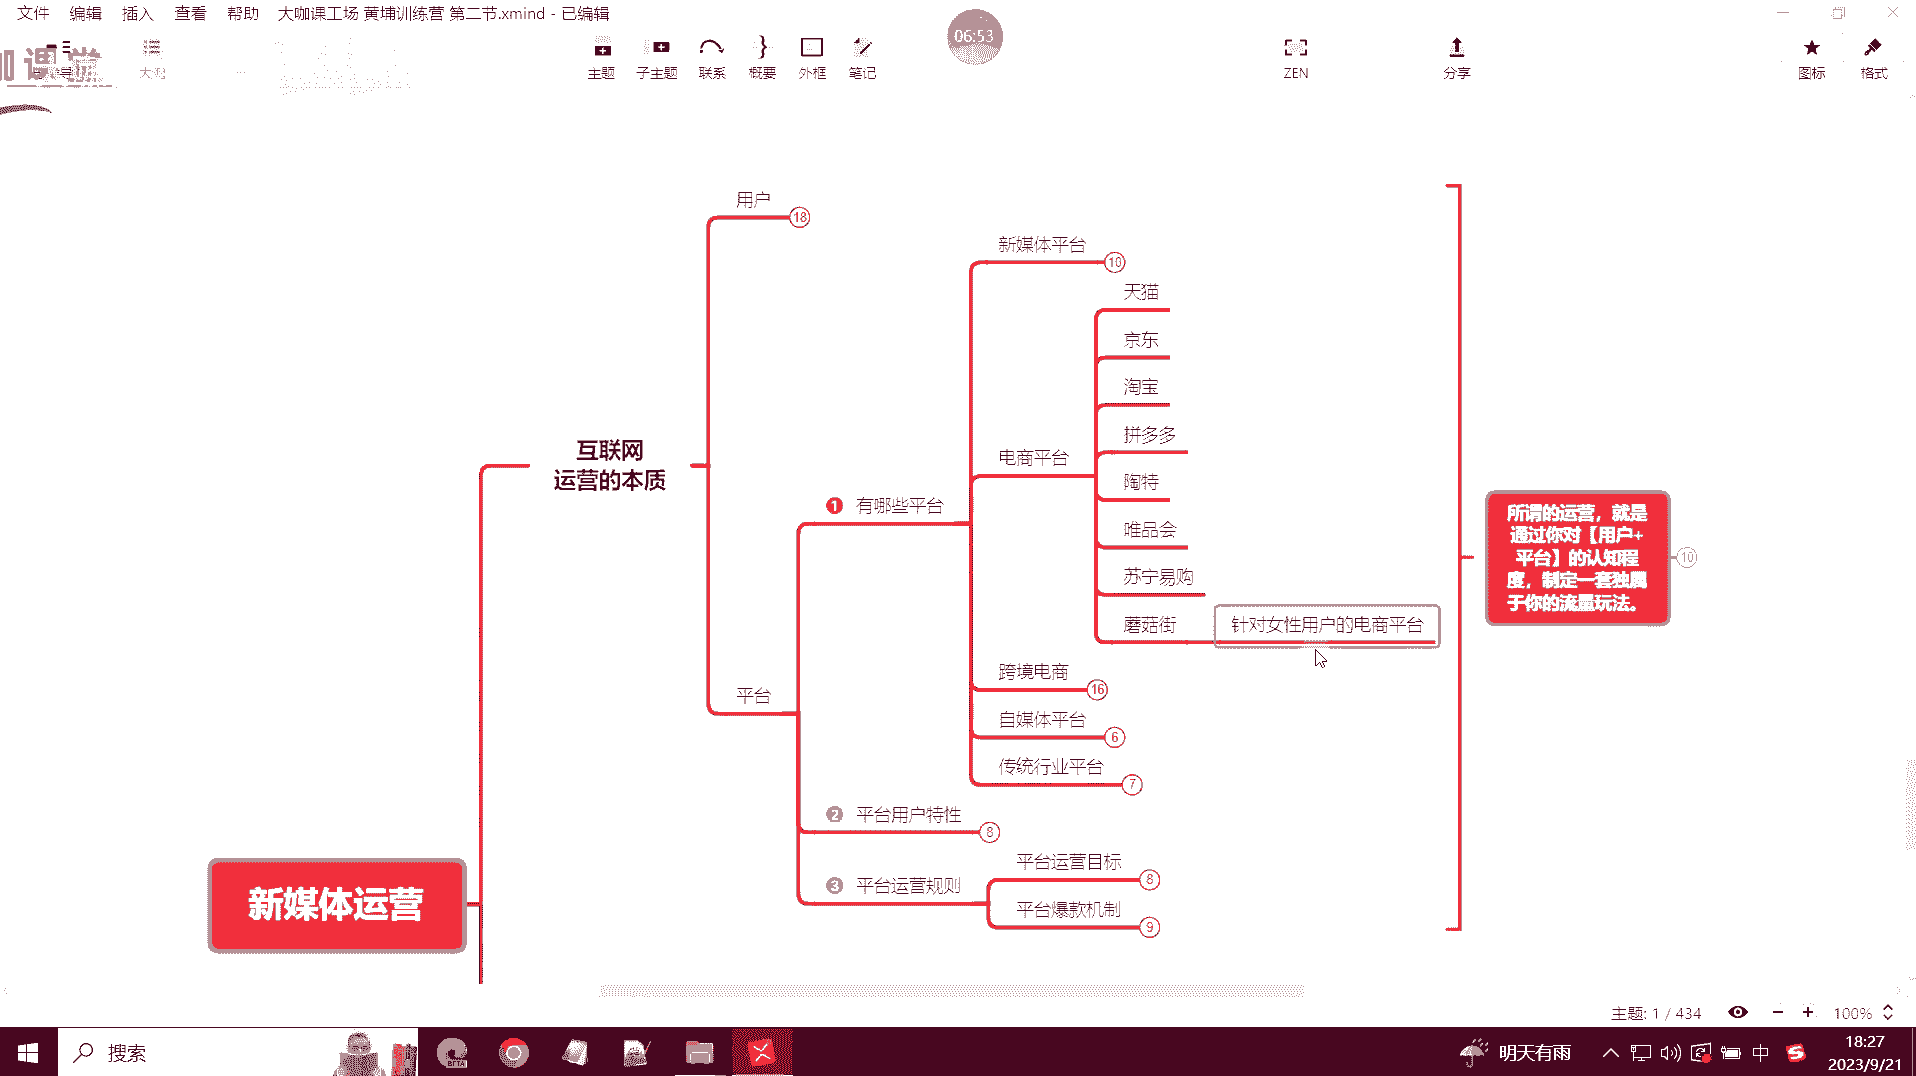 文件 编辑 插入 查看 帮助 大咖课工场 黄埔训练营 第二节.xmind - 已编辑
06:53
主题 子主题 联系 概要 外框 笔记 ZEN 分享 图标 格式
用户 18
新媒体平台 10
天猫
京东
淘宝
拼多多
电商平台
陶特
唯品会
苏宁易购
蘑菇街 针对女性用户的电商平台
互联网
运营的本质
1 有哪些平台
跨境电商 16
平台
自媒体平台 6
传统行业平台 7
2 平台用户特性 8
平台运营目标 8
3 平台运营规则
平台爆款机制 9
新媒体运营
所谓的运营，就是
通过你对【用户+
平台】的认知程
度，制定一套独属
于你的流量玩法。
10
主题: 1 / 434 100%
搜索 BETA 明天有雨 中 18:27
2023/9/21